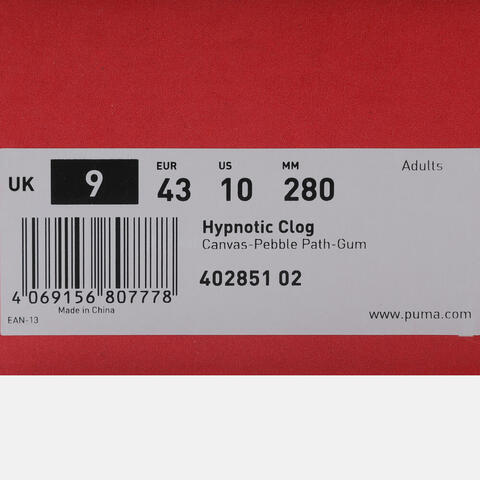 Adults
EUR US MM
UK 9 43 10 280
Hypnotic Clog
Canvas-Pebble Path-Gum
402851 02
4 069156 807778
Made in China
EAN-13
www.puma.com